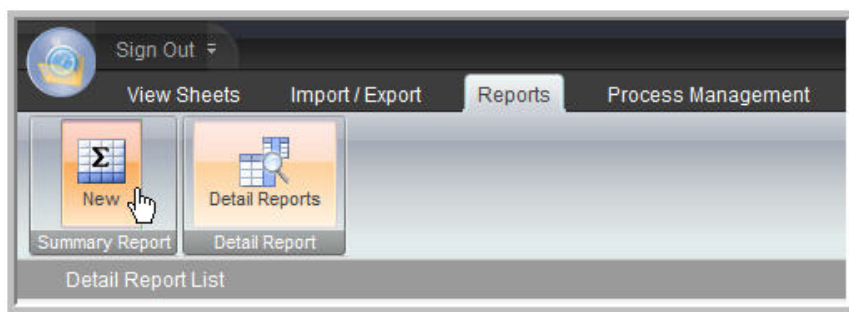 Sign Out
View Sheets Import / Export Reports Process Management
Σ
New Detail Reports
Summary Report Detail Report
Detail Report List